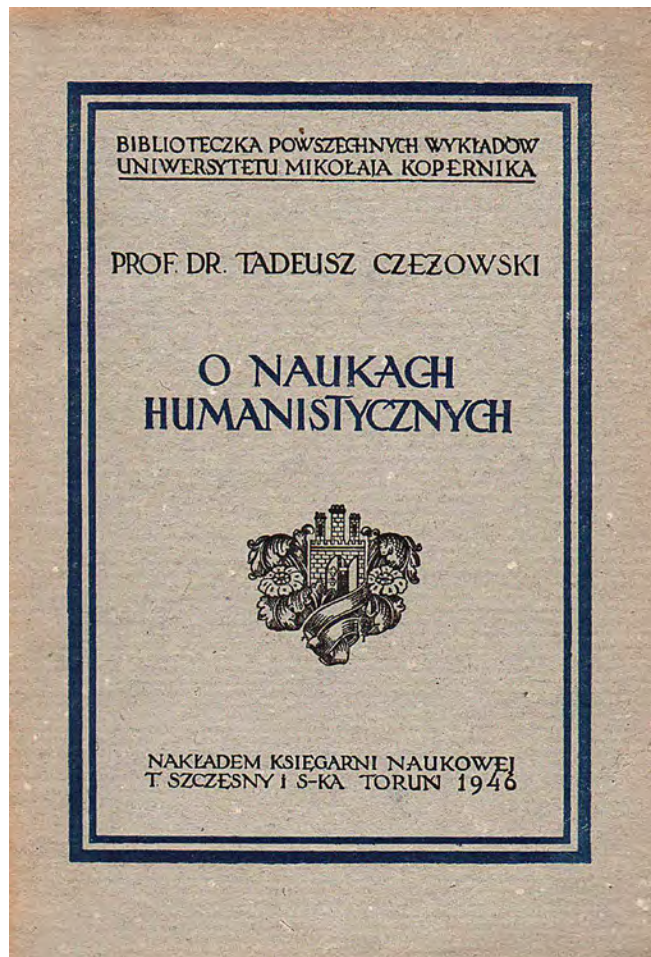 BIBLIOTECZKA POWSZECHNYCH WYKŁADÓW
UNIWERSYTETU MIKOŁAJA KOPERNIKA
PROF. DR. TADEUSZ CZEŻOWSKI
O NAUKACH
HUMANISTYCZNYCH
NAKŁADEM KSIĘGARNI NAUKOWEJ
T. SZCZĘSNY I S-KA TORUŃ 1946